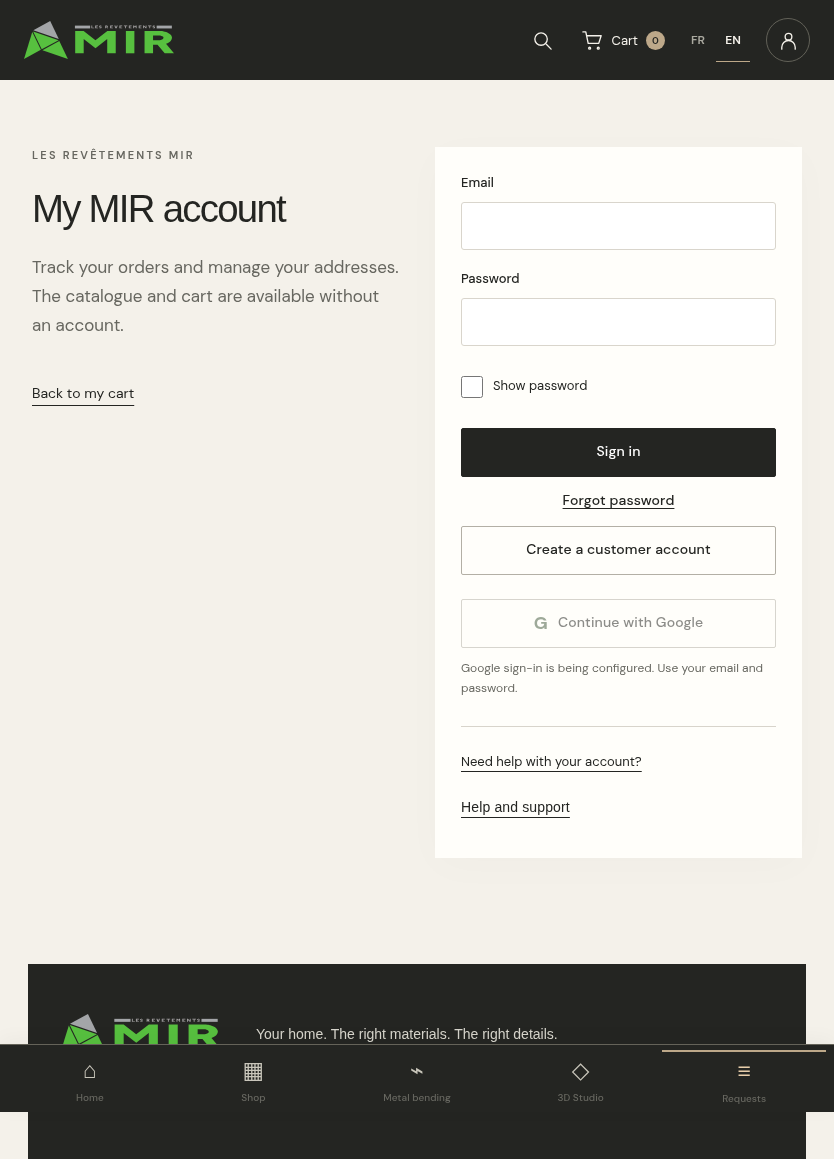 LES REVETEMENTS
MIR
Cart 0
FR EN
LES REVÊTEMENTS MIR
My MIR account
Track your orders and manage your addresses.
The catalogue and cart are available without
an account.
Back to my cart
Email
Password
Show password
Sign in
Forgot password
Create a customer account
G Continue with Google
Google sign-in is being configured. Use your email and
password.
Need help with your account?
Help and support
LES REVETEMENTS
MIR
Your home. The right materials. The right details.
Home
Shop
Metal bending
3D Studio
Requests